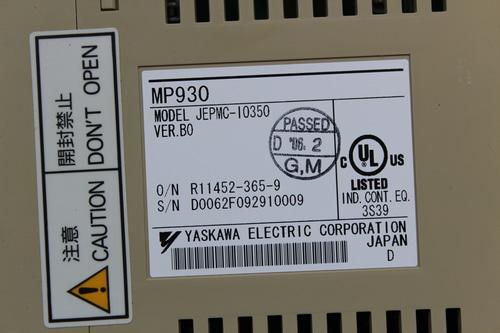 開封禁止
DON'T OPEN
注意
CAUTION
MP930
MODEL JEPMC-IO350
VER.B0
PASSED
D '06. 2
G,M
O/N R11452-365-9
S/N D0062F092910009
C UL US
LISTED
IND. CONT. EQ.
3S39
YASKAWA ELECTRIC CORPORATION
JAPAN
D